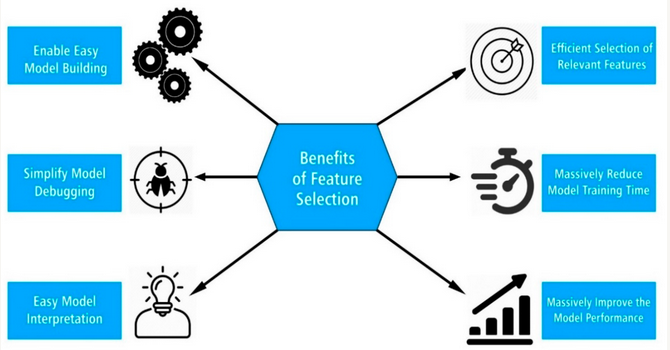 Enable Easy
Model Building
Efficient Selection of
Relevant Features
Benefits
of Feature
Selection
Simplify Model
Debugging
Massively Reduce
Model Training Time
Easy Model
Interpretation
Massively Improve the
Model Performance